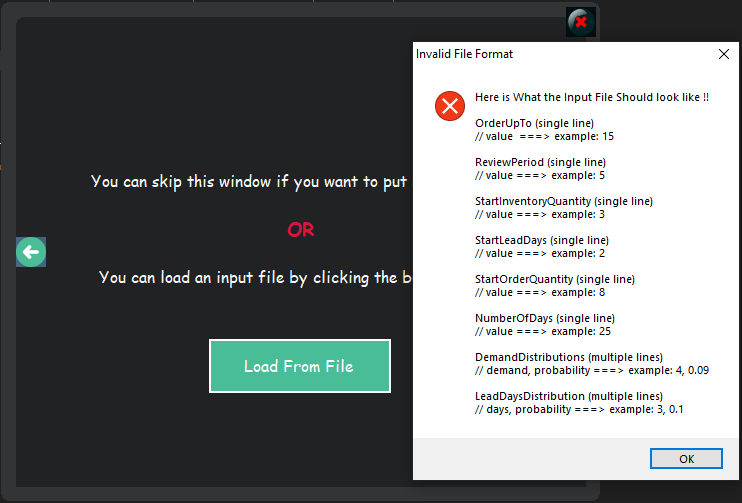 Invalid File Format
Here is What the Input File Should look like !!
OrderUpTo (single line)
// value ===> example: 15
ReviewPeriod (single line)
// value ===> example: 5
StartInventoryQuantity (single line)
// value ===> example: 3
StartLeadDays (single line)
// value ===> example: 2
StartOrderQuantity (single line)
// value ===> example: 8
NumberOfDays (single line)
// value ===> example: 25
DemandDistributions (multiple lines)
// demand, probability ===> example: 4, 0.09
LeadDaysDistribution (multiple lines)
// days, probability ===> example: 3, 0.1
OK
You can skip this window if you want to put
OR
You can load an input file by clicking the
Load From File